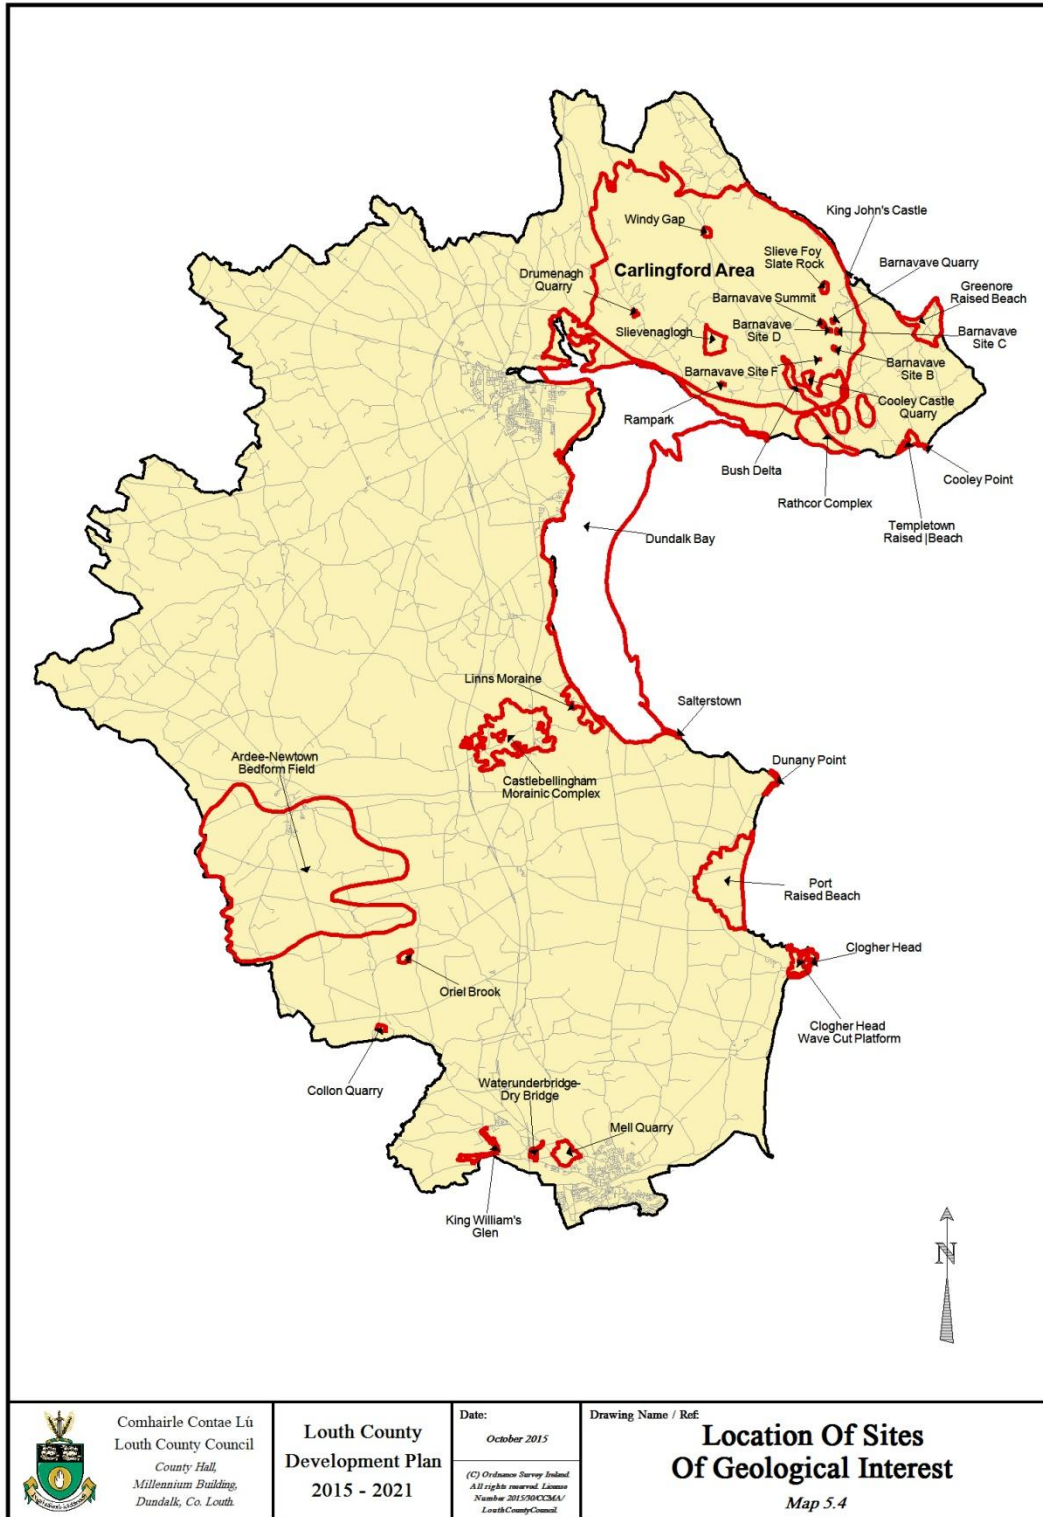 King John's Castle
Windy Gap
Slieve Foy
Slate Rock
Barnavave Quarry
Carlingford Area
Drumenagh
Quarry
Greenore
Raised Beach
Barnavave Summit
Barnavave
Site D
Barnavave
Site C
Slievenaglogh
Barnavave Site F
Barnavave
Site B
Cooley Castle
Quarry
Rampark
Bush Delta
Cooley Point
Rathcor Complex
Templetown
Raised |Beach
Dundalk Bay
Linns Moraine
Salterstown
Ardee-Newtown
Bedform Field
Dunany Point
Castlebellingham
Morainic Complex
Port
Raised Beach
Clogher Head
Oriel Brook
Clogher Head
Wave Cut Platform
Collon Quarry
Waterunderbridge-
Dry Bridge
Mell Quarry
King William's
Glen
N
Comhairle Contae Lú
Louth County Council
County Hall,
Millennium Building,
Dundalk, Co. Louth.
Louth County
Development Plan
2015 - 2021
Date:
October 2015
(C) Ordnance Survey Ireland.
All rights reserved. License
Number 2015/30/CCMA/
LouthCountyCouncil
Drawing Name / Ref:
Location Of Sites
Of Geological Interest
Map 5.4